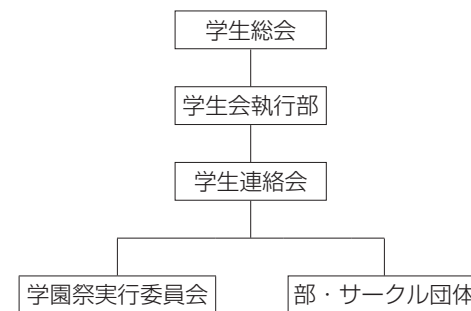 学生総会
学生会執行部
学生連絡会
学園祭実行委員会
部・サークル団体